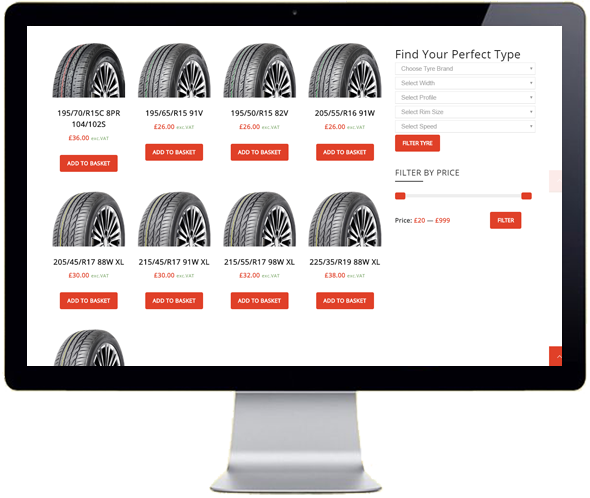 Find Your Perfect Type
Choose Tyre Brand
Select Width
Select Profile
Select Rim Size
Select Speed
FILTER TYRE
FILTER BY PRICE
Price: £20 — £999
FILTER
195/70/R15C 8PR
104/102S
£36.00 exc.VAT
ADD TO BASKET
195/65/R15 91V
£26.00 exc.VAT
ADD TO BASKET
195/50/R15 82V
£26.00 exc.VAT
ADD TO BASKET
205/55/R16 91W
£26.00 exc.VAT
ADD TO BASKET
205/45/R17 88W XL
£30.00 exc.VAT
ADD TO BASKET
215/45/R17 91W XL
£30.00 exc.VAT
ADD TO BASKET
215/55/R17 98W XL
£32.00 exc.VAT
ADD TO BASKET
225/35/R19 88W XL
£38.00 exc.VAT
ADD TO BASKET